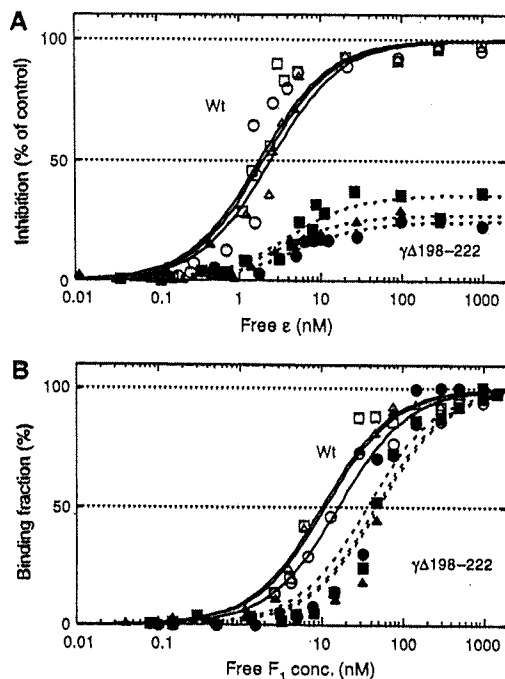 A
Inhibition (% of control)
100
50
0
Wt
γΔ198−222
0.01 0.1 1 10 100 1000
Free ε (nM)
B
Binding fraction (%)
100
50
0
Wt
γΔ198−222
0.01 0.1 1 10 100 1000
Free F₁ conc. (nM)